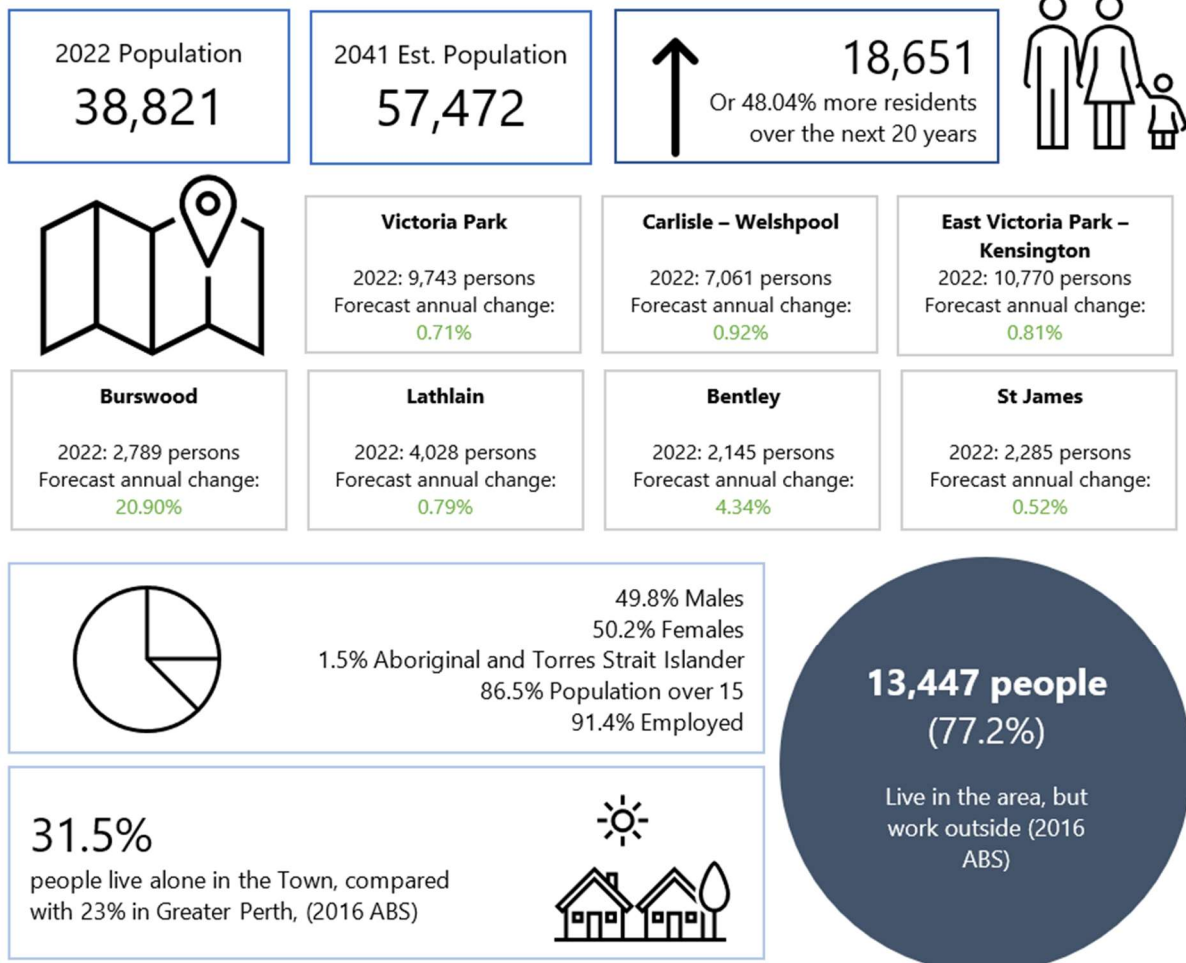 2022 Population
38,821
2041 Est. Population
57,472
18,651
Or 48.04% more residents
over the next 20 years
Victoria Park
2022: 9,743 persons
Forecast annual change:
0.71%
Carlisle – Welshpool
2022: 7,061 persons
Forecast annual change:
0.92%
East Victoria Park –
Kensington
2022: 10,770 persons
Forecast annual change:
0.81%
Burswood
2022: 2,789 persons
Forecast annual change:
20.90%
Lathlain
2022: 4,028 persons
Forecast annual change:
0.79%
Bentley
2022: 2,145 persons
Forecast annual change:
4.34%
St James
2022: 2,285 persons
Forecast annual change:
0.52%
49.8% Males
50.2% Females
1.5% Aboriginal and Torres Strait Islander
86.5% Population over 15
91.4% Employed
13,447 people
(77.2%)
Live in the area, but
work outside (2016
ABS)
31.5%
people live alone in the Town, compared
with 23% in Greater Perth, (2016 ABS)